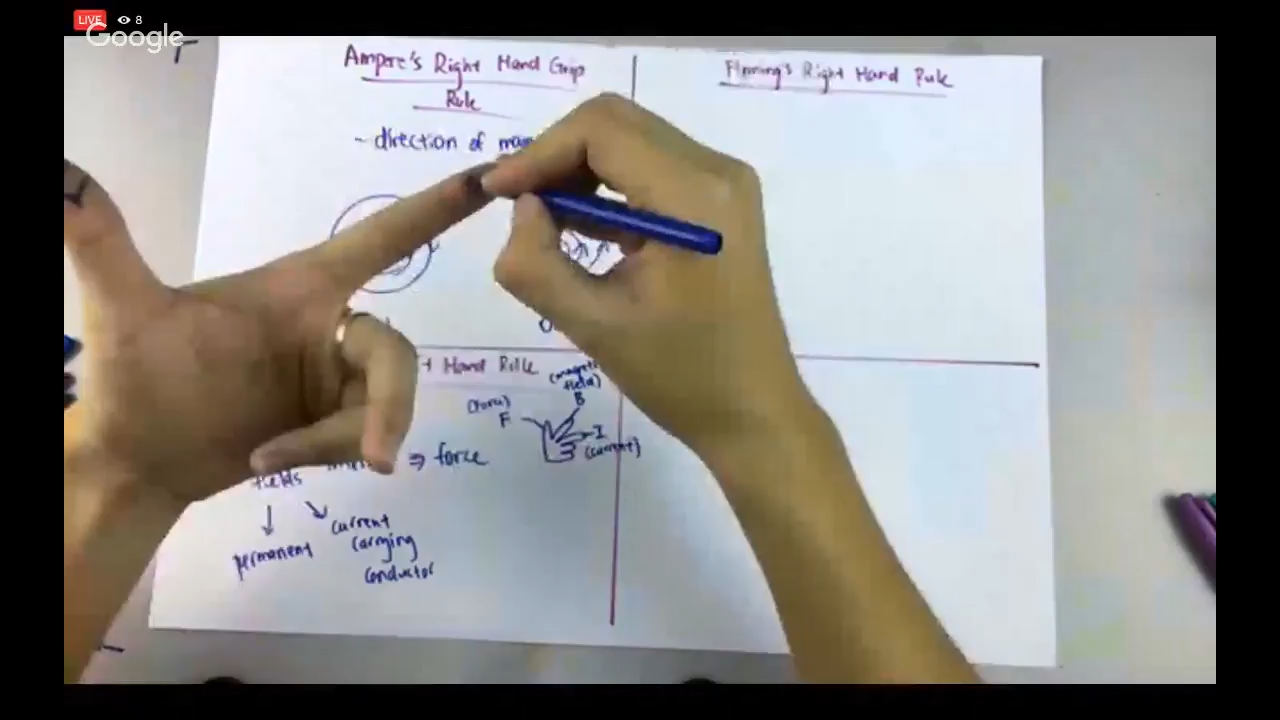 LIVE 8
Google
Ampere's Right Hand Grip
Rule
- direction of
Right Hand Rule
Hand Rule
(magnetic
field)
B
(force)
F
I
(current)
⇒ force
fields
permanent
current
carrying
conductor